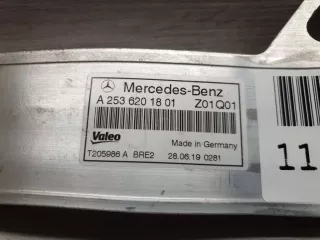 Mercedes-Benz
A 253 620 18 01 Z01Q01
Valeo
Made in Germany
T205986 A BRE2 28.06.19 0281
11